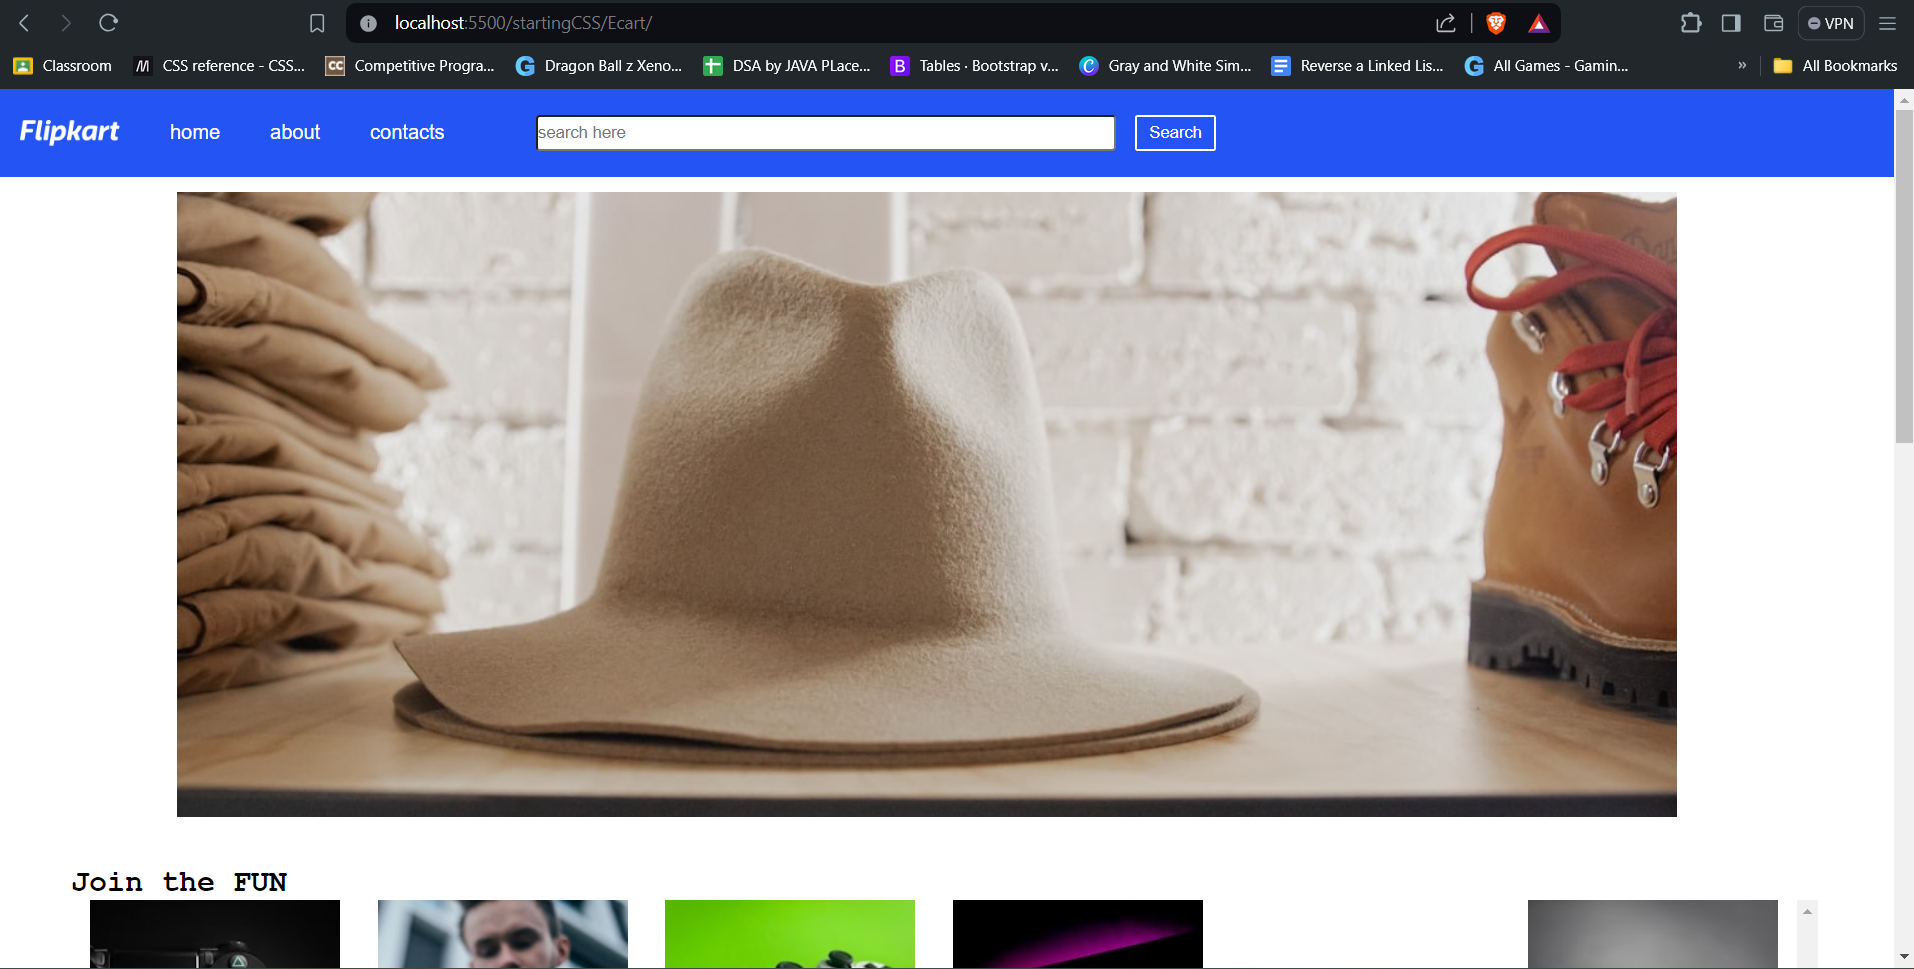 localhost:5500/startingCSS/Ecart/
VPN
Classroom
CSS reference - CSS...
Competitive Progra...
Dragon Ball z Xeno...
DSA by JAVA PLace...
Tables · Bootstrap v...
Gray and White Sim...
Reverse a Linked Lis...
All Games - Gamin...
»
All Bookmarks
Flipkart
home
about
contacts
search here
Search
Join the FUN